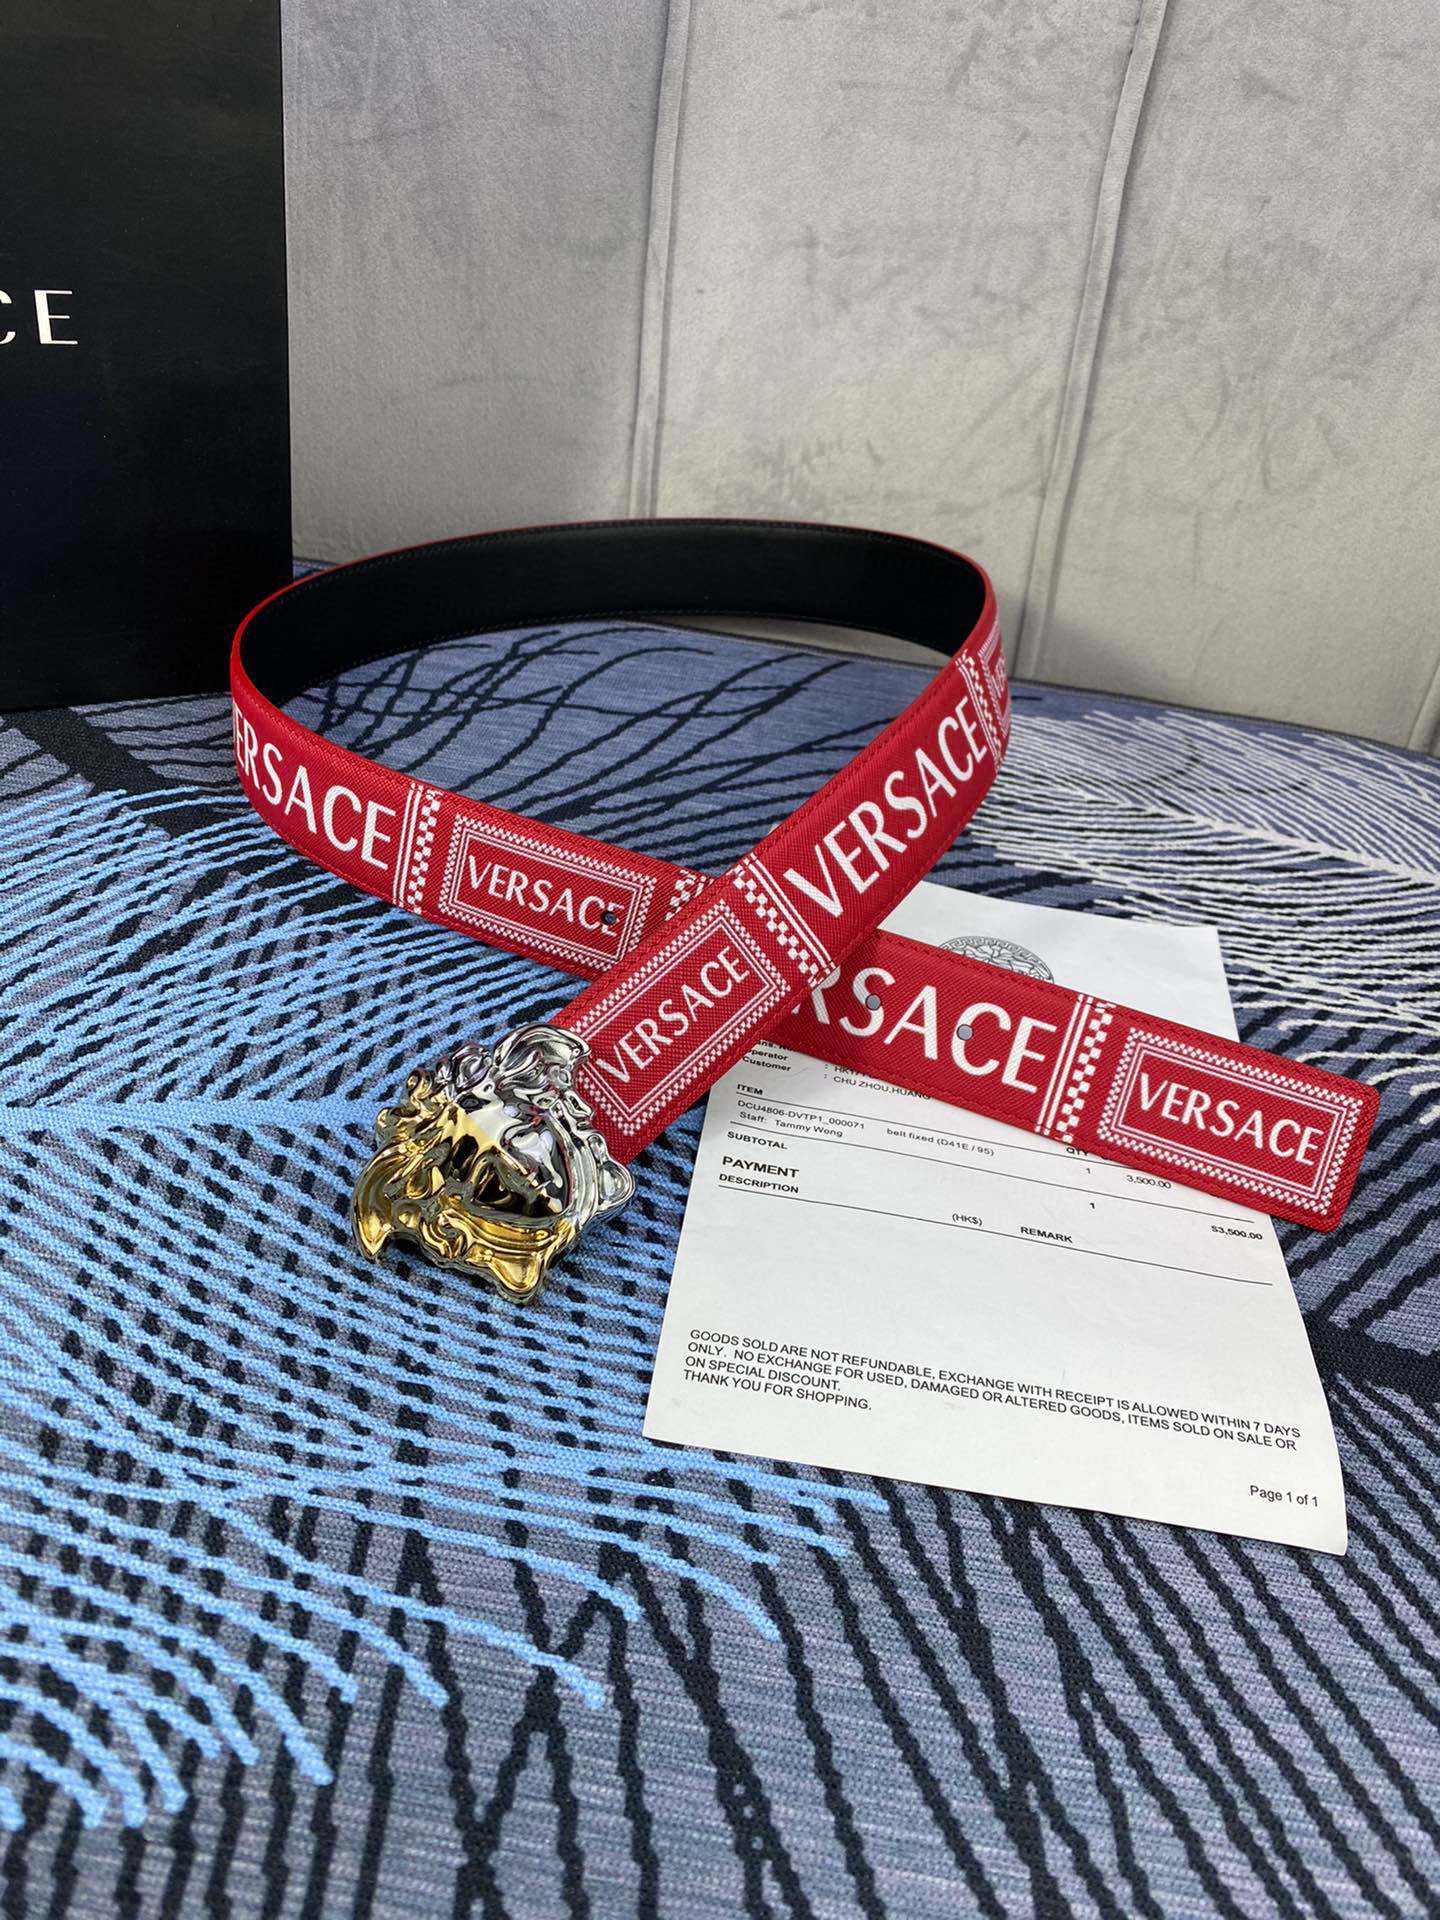 CE
ERSACE
VERSACE
VERSACE
VERSACE
RSACE
VERSACE
Customer : CHU ZHOU,HUANG
ITEM QTY
DCU4806-DVTP1_000071 belt fixed (D41E / 95) 1 3,500.00
Staff: Tammy Wong
SUBTOTAL 1 $3,500.00
PAYMENT
DESCRIPTION (HK$) REMARK
GOODS SOLD ARE NOT REFUNDABLE, EXCHANGE WITH RECEIPT IS ALLOWED WITHIN 7 DAYS
ONLY. NO EXCHANGE FOR USED, DAMAGED OR ALTERED GOODS, ITEMS SOLD ON SALE OR
ON SPECIAL DISCOUNT.
THANK YOU FOR SHOPPING.
Page 1 of 1